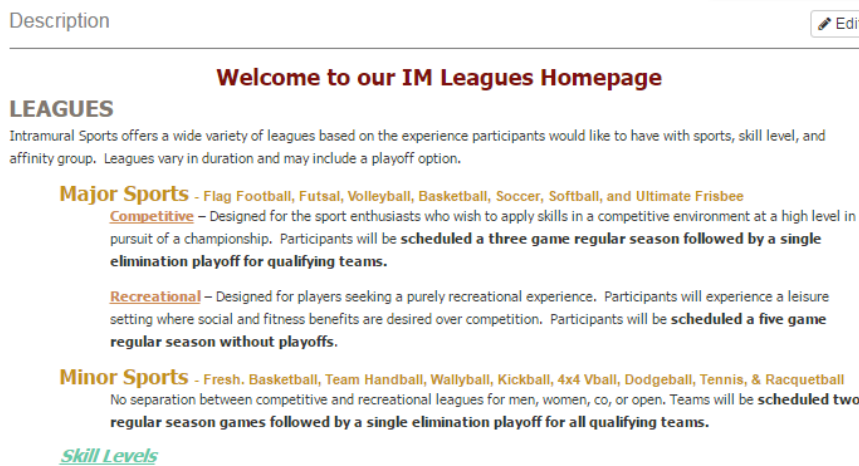 Description
Edit
Welcome to our IM Leagues Homepage
LEAGUES
Intramural Sports offers a wide variety of leagues based on the experience participants would like to have with sports, skill level, and
affinity group. Leagues vary in duration and may include a playoff option.
Major Sports - Flag Football, Futsal, Volleyball, Basketball, Soccer, Softball, and Ultimate Frisbee
Competitive – Designed for the sport enthusiasts who wish to apply skills in a competitive environment at a high level in
pursuit of a championship. Participants will be scheduled a three game regular season followed by a single
elimination playoff for qualifying teams.
Recreational – Designed for players seeking a purely recreational experience. Participants will experience a leisure
setting where social and fitness benefits are desired over competition. Participants will be scheduled a five game
regular season without playoffs.
Minor Sports - Fresh. Basketball, Team Handball, Wallyball, Kickball, 4x4 Vball, Dodgeball, Tennis, & Racquetball
No separation between competitive and recreational leagues for men, women, co, or open. Teams will be scheduled two
regular season games followed by a single elimination playoff for all qualifying teams.
Skill Levels